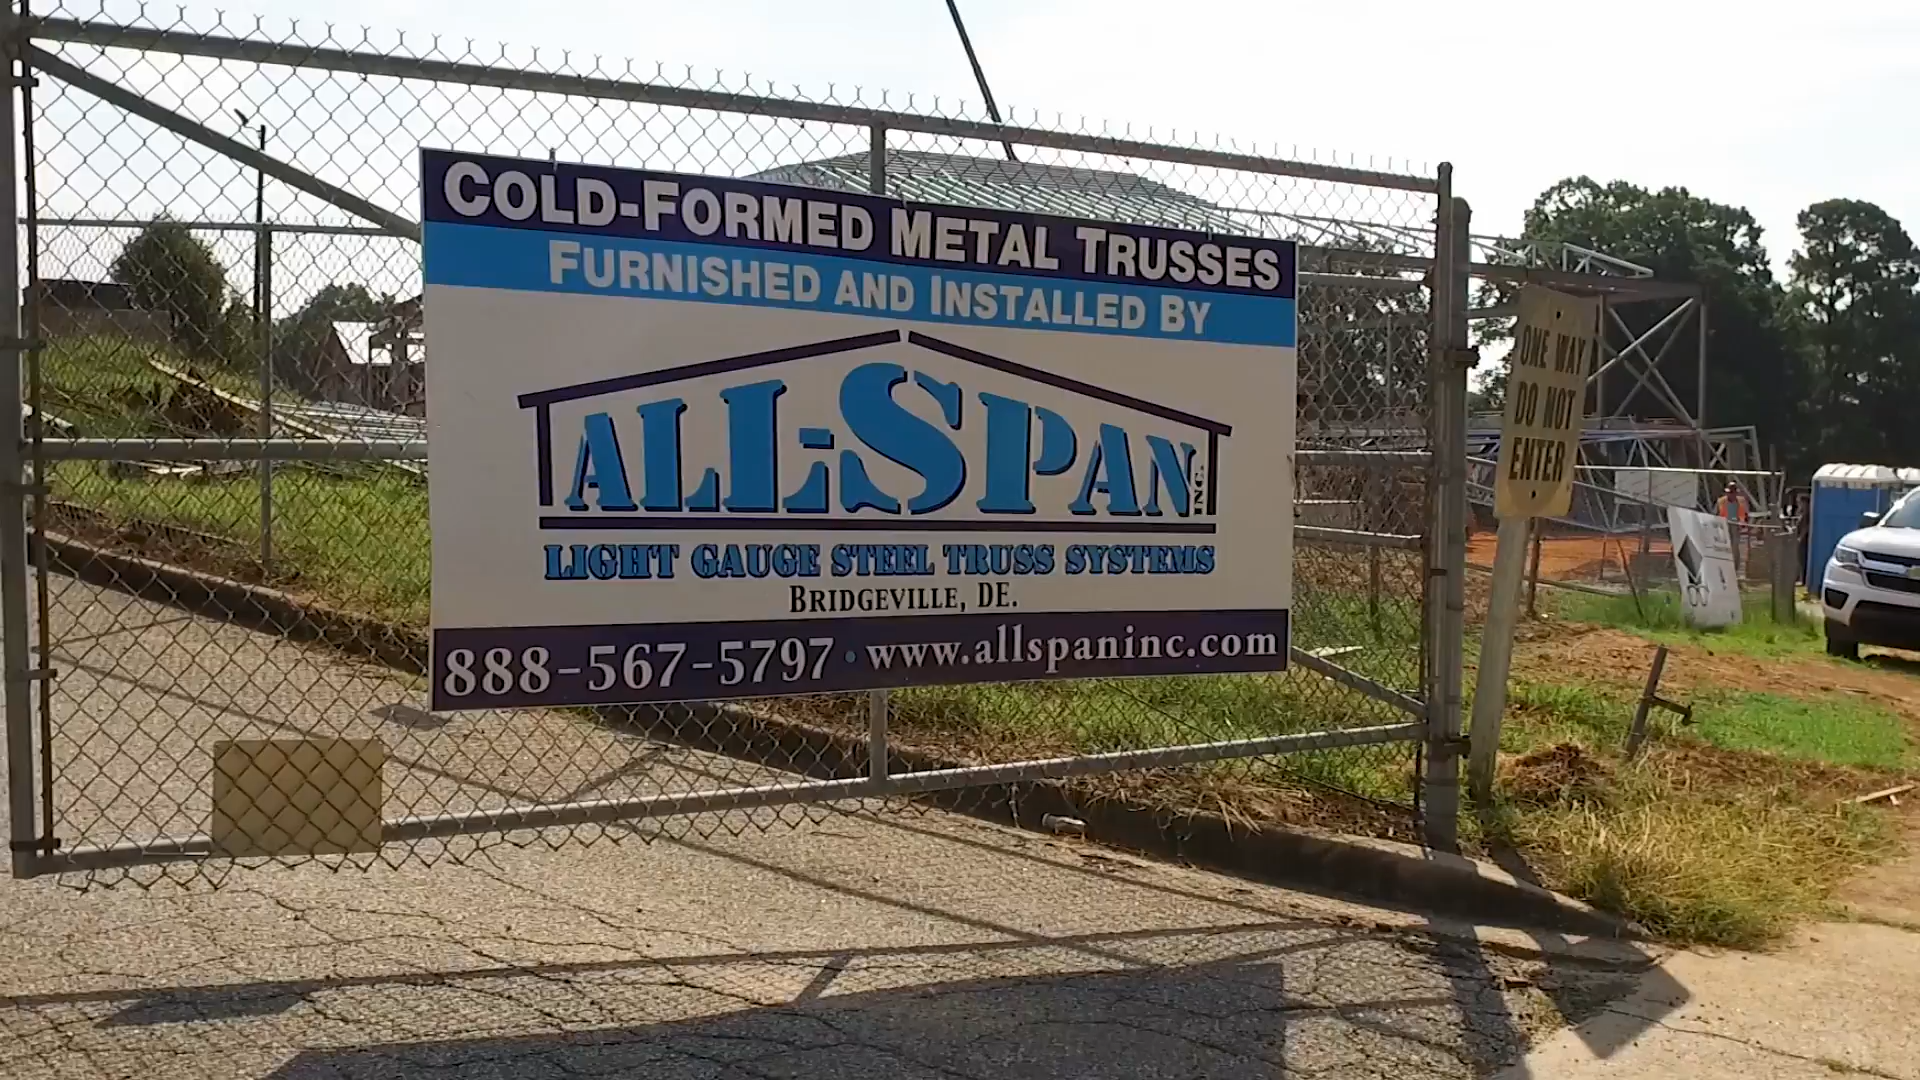 COLD-FORMED METAL TRUSSES
FURNISHED AND INSTALLED BY
ALL-SPAN INC.
LIGHT GAUGE STEEL TRUSS SYSTEMS
BRIDGEVILLE, DE.
888-567-5797 • www.allspaninc.com
ONE WAY
DO NOT
ENTER